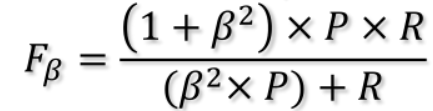 F_β = ((1 + β²) × P × R) / ((β² × P) + R)